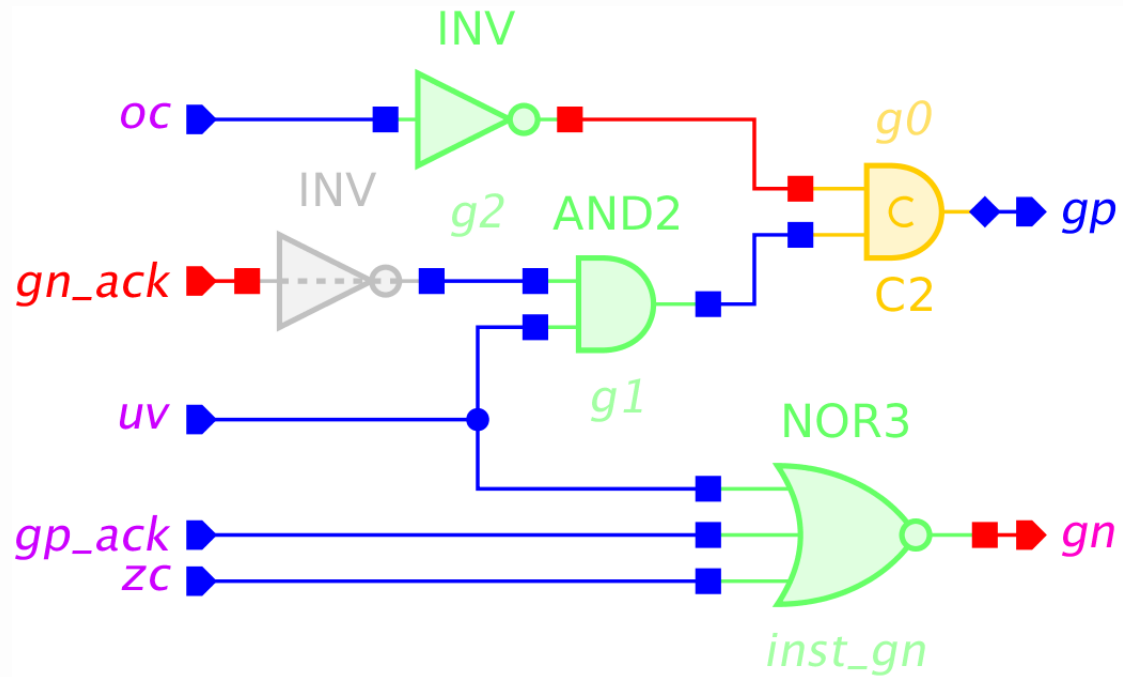 INV
oc
g0
INV
g2
AND2
C
gp
gn_ack
C2
g1
uv
NOR3
gp_ack
gn
zc
inst_gn